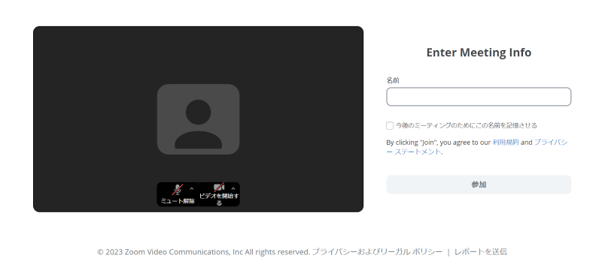 Enter Meeting Info
名前
今後のミーティングのためにこの名前を記憶させる
By clicking "Join", you agree to our 利用規約 and プライバシ
ー ステートメント.
参加
ミュート解除
ビデオを開始す
る
© 2023 Zoom Video Communications, Inc All rights reserved. プライバシーおよびリーガル ポリシー | レポートを送信